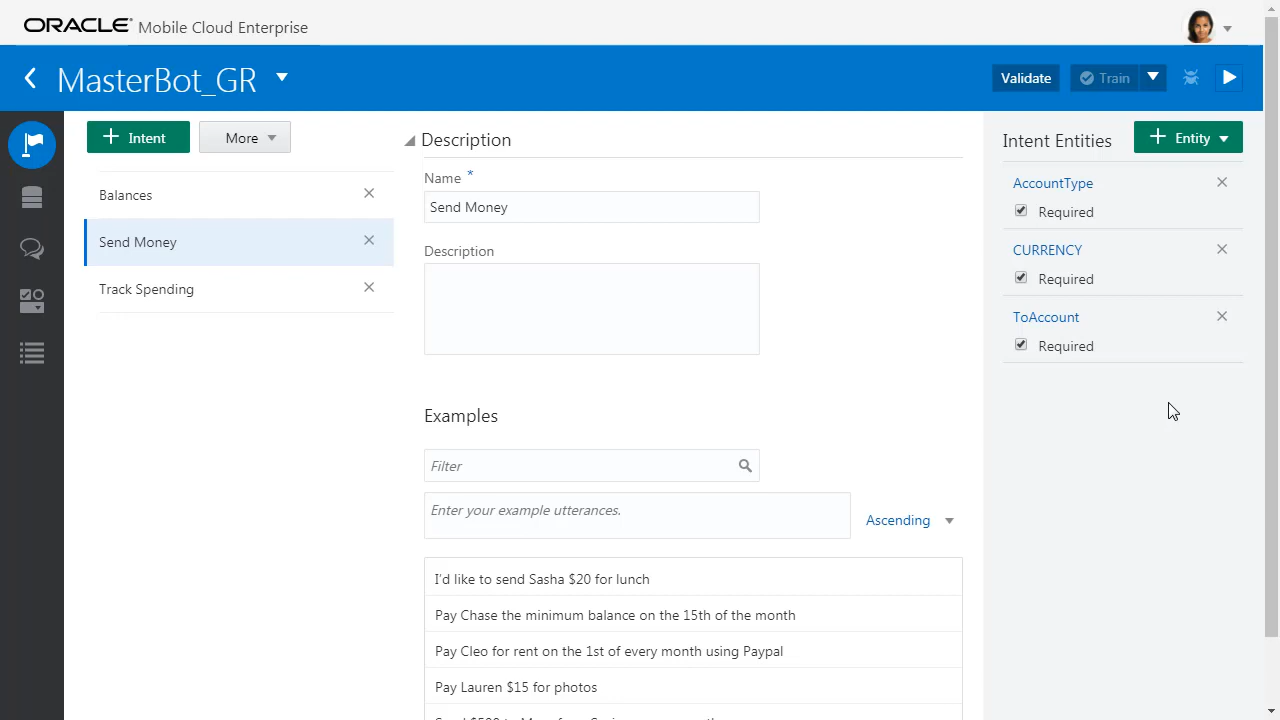 ORACLE® Mobile Cloud Enterprise
MasterBot_GR
Validate
Train
Intent
More
Balances
Send Money
Track Spending
Description
Name *
Send Money
Description
Examples
Filter
Enter your example utterances.
Ascending
I'd like to send Sasha $20 for lunch
Pay Chase the minimum balance on the 15th of the month
Pay Cleo for rent on the 1st of every month using Paypal
Pay Lauren $15 for photos
Intent Entities
Entity
AccountType
Required
CURRENCY
Required
ToAccount
Required